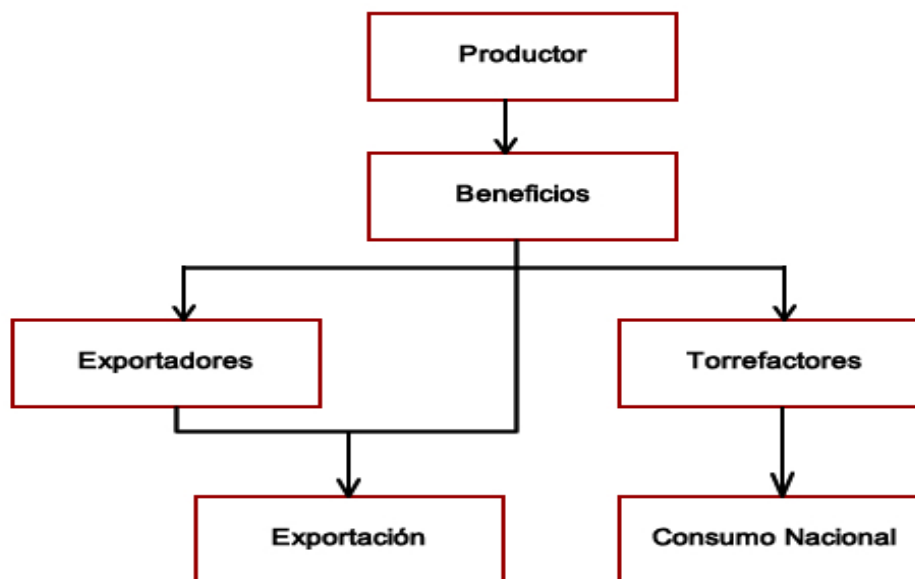 Productor
Beneficios
Exportadores
Torrefactores
Exportación
Consumo Nacional